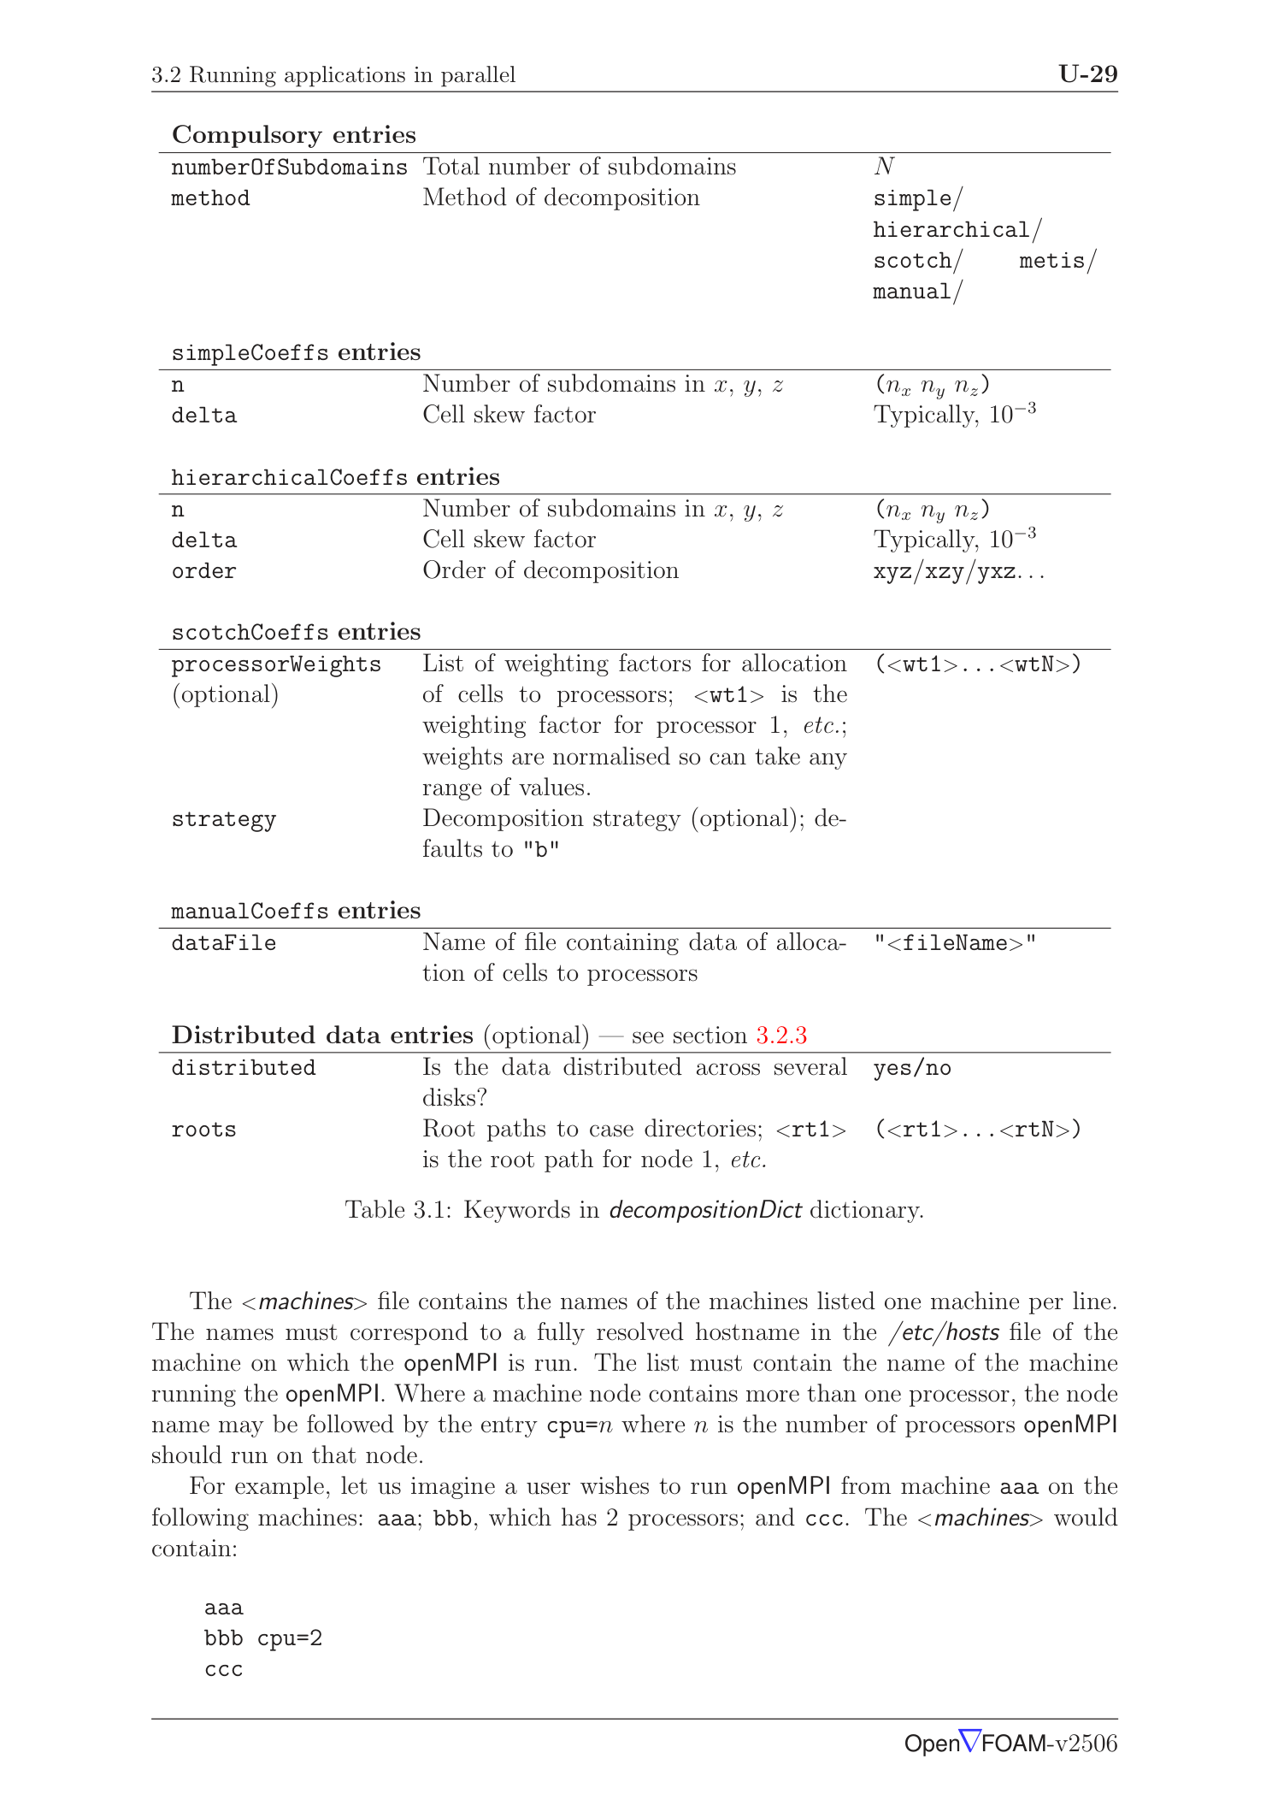 3.2 Running applications in parallel U-29
Compulsory entries
numberOfSubdomains Total number of subdomains N
method Method of decomposition simple/
hierarchical/
scotch/ metis/
manual/
simpleCoeffs entries
n Number of subdomains in x, y, z (nx ny nz)
delta Cell skew factor Typically, 10−3
hierarchicalCoeffs entries
n Number of subdomains in x, y, z (nx ny nz)
delta Cell skew factor Typically, 10−3
order Order of decomposition xyz/xzy/yxz...
scotchCoeffs entries
processorWeights List of weighting factors for allocation (<wt1>...<wtN>)
(optional) of cells to processors; <wt1> is the
weighting factor for processor 1, etc.;
weights are normalised so can take any
range of values.
strategy Decomposition strategy (optional); de-
faults to "b"
manualCoeffs entries
dataFile Name of file containing data of alloca- "<fileName>"
tion of cells to processors
Distributed data entries (optional) — see section 3.2.3
distributed Is the data distributed across several yes/no
disks?
roots Root paths to case directories; <rt1> (<rt1>...<rtN>)
is the root path for node 1, etc.
Table 3.1: Keywords in decompositionDict dictionary.
The <machines> file contains the names of the machines listed one machine per line.
The names must correspond to a fully resolved hostname in the /etc/hosts file of the
machine on which the openMPI is run. The list must contain the name of the machine
running the openMPI. Where a machine node contains more than one processor, the node
name may be followed by the entry cpu=n where n is the number of processors openMPI
should run on that node.
For example, let us imagine a user wishes to run openMPI from machine aaa on the
following machines: aaa; bbb, which has 2 processors; and ccc. The <machines> would
contain:
aaa
bbb cpu=2
ccc
Open∇FOAM-v2506